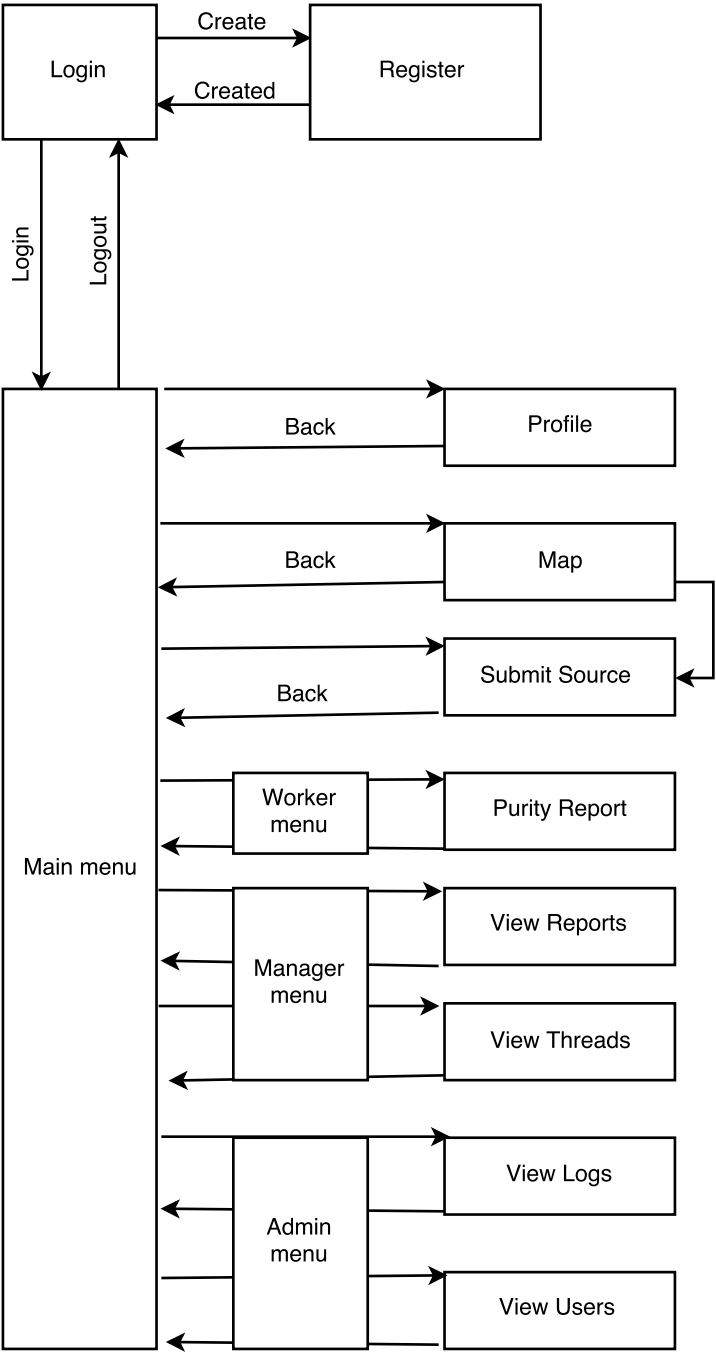 Create
Login
Register
Created
Login
Logout
Back
Profile
Back
Map
Submit Source
Back
Worker
menu
Purity Report
Main menu
View Reports
Manager
menu
View Threads
View Logs
Admin
menu
View Users